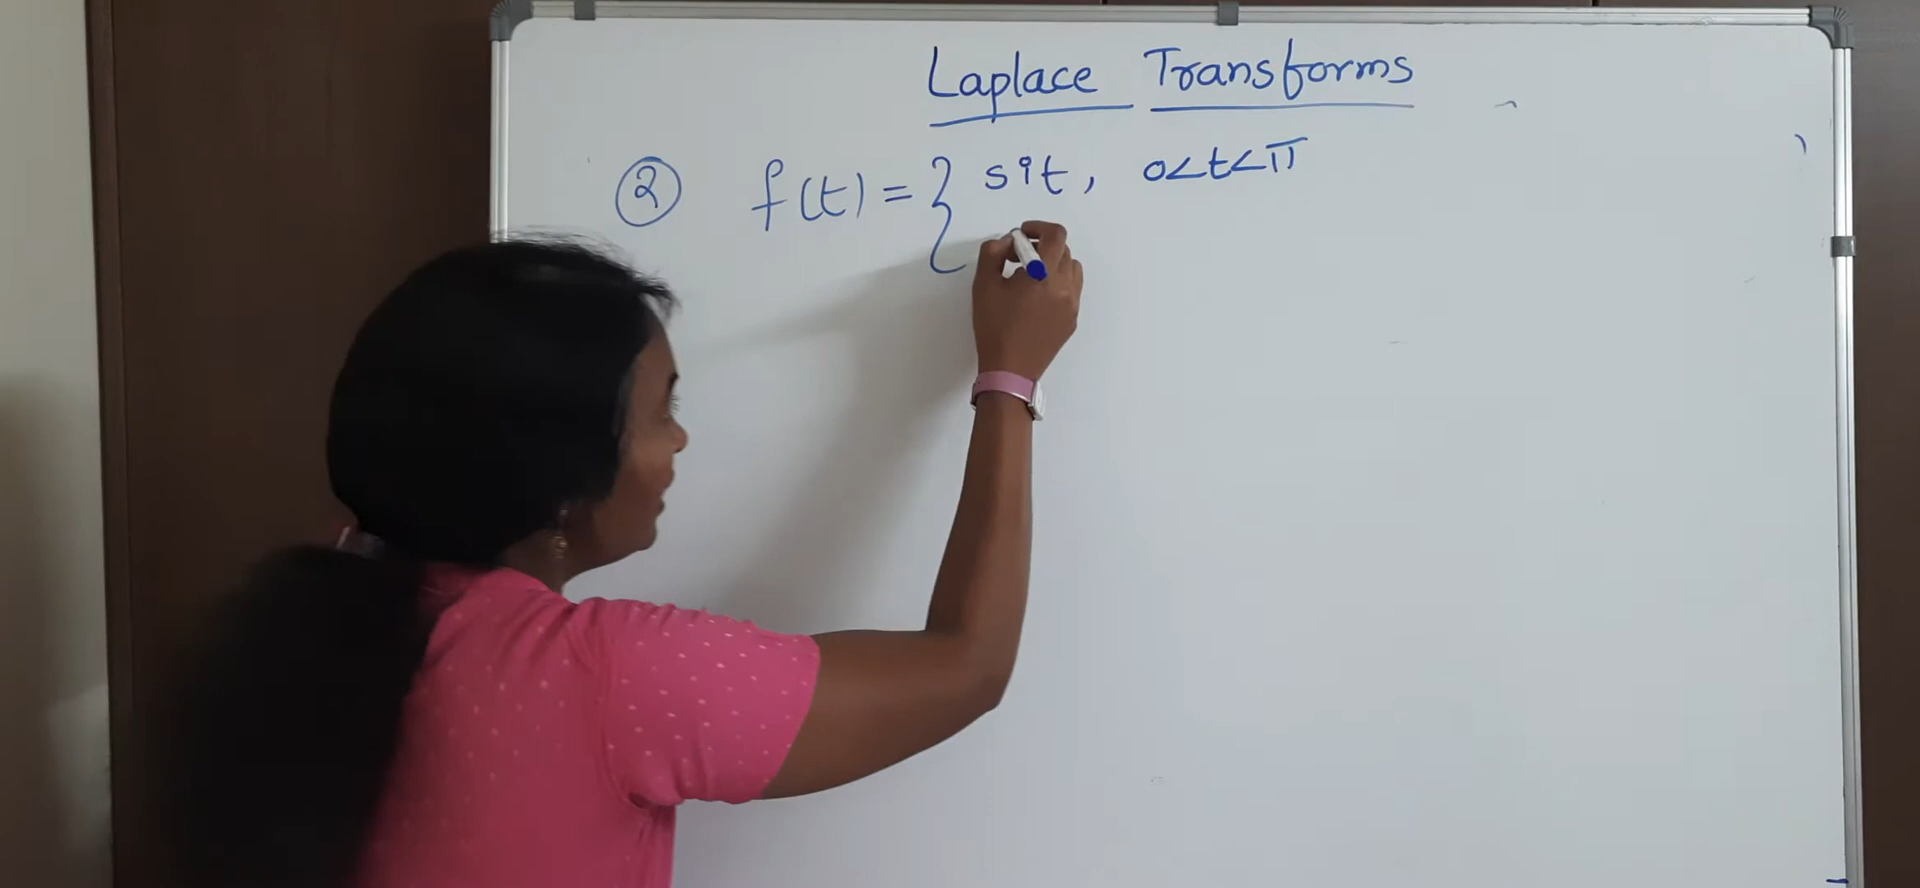 Laplace Transforms
② f(t) = { sit, 0<t<π